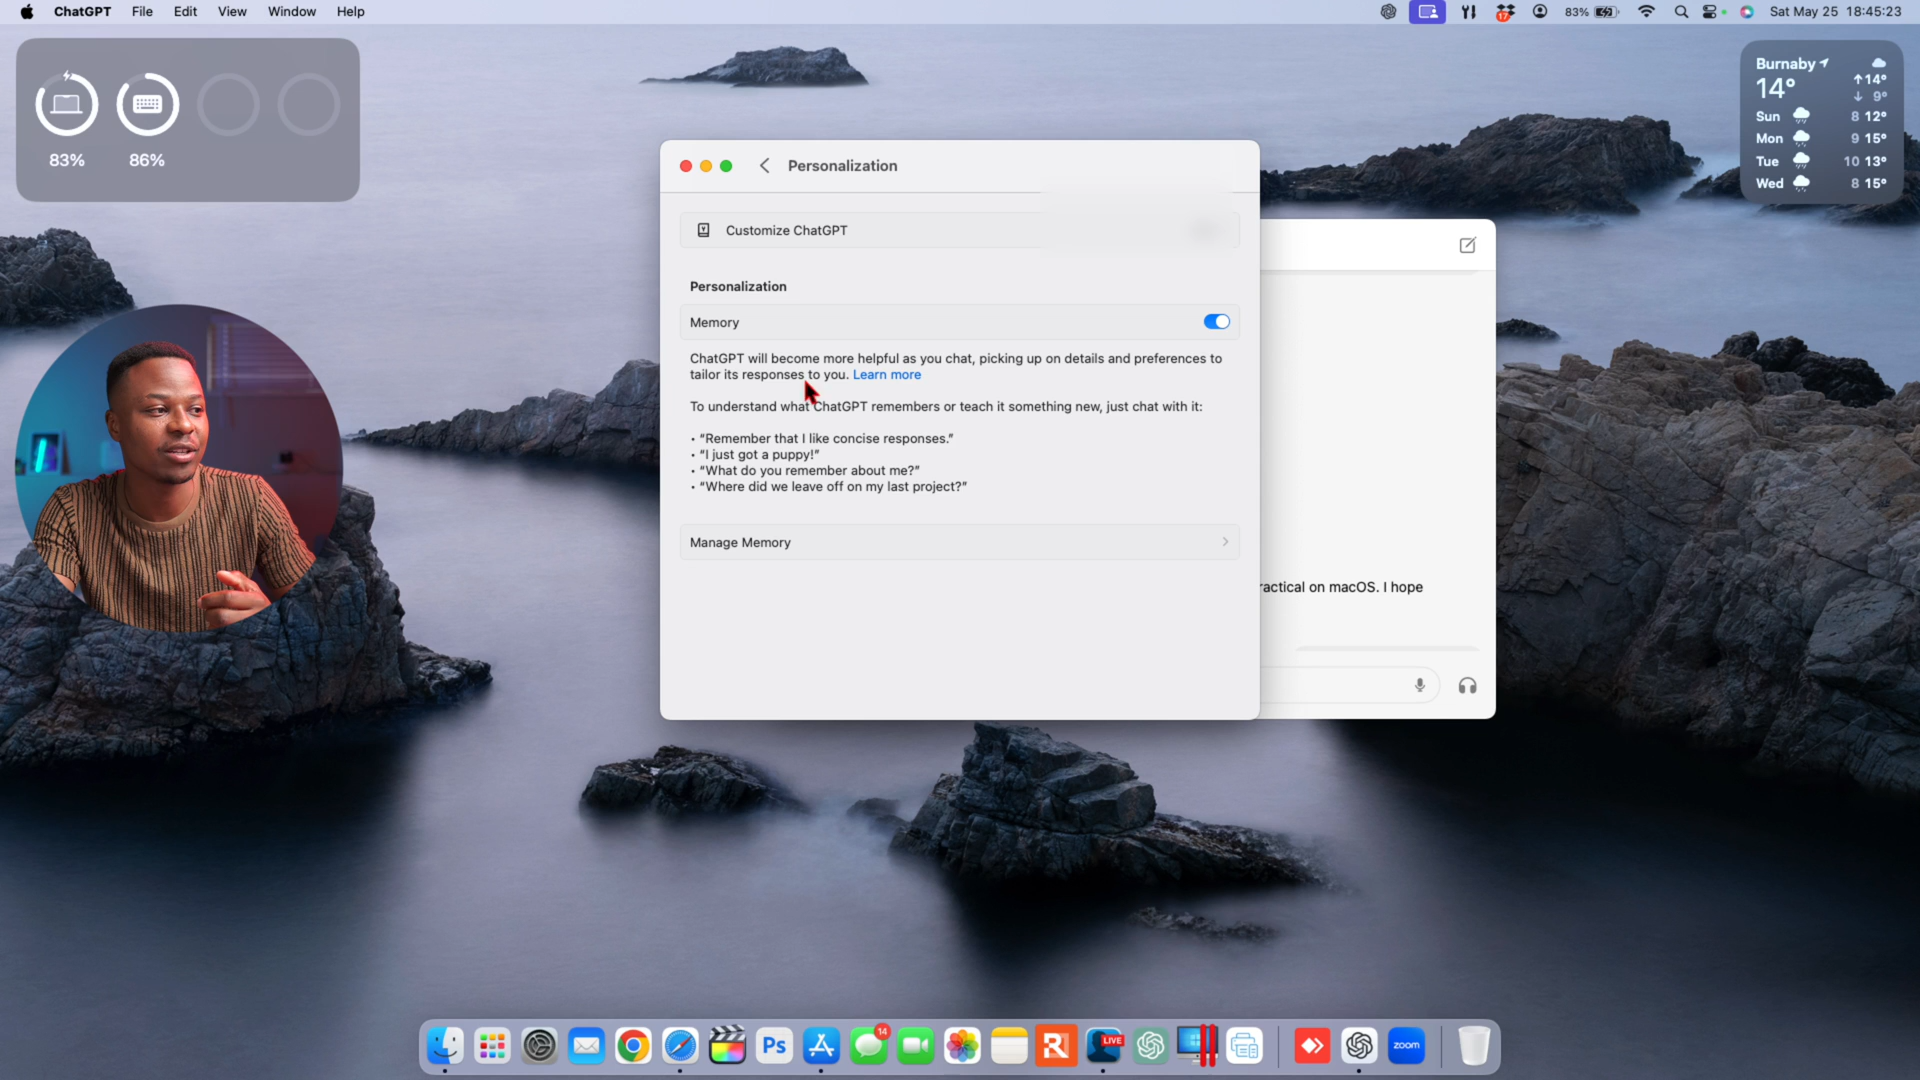 ChatGPT File Edit View Window Help
17 83% Sat May 25 18:45:23
83% 86%
Burnaby
14° ↑14°
↓ 9°
Sun 8 12°
Mon 9 15°
Tue 10 13°
Wed 8 15°
Personalization
Customize ChatGPT
Personalization
Memory
ChatGPT will become more helpful as you chat, picking up on details and preferences to
tailor its responses to you. Learn more
To understand what ChatGPT remembers or teach it something new, just chat with it:
• “Remember that I like concise responses.”
• “I just got a puppy!”
• “What do you remember about me?”
• “Where did we leave off on my last project?”
Manage Memory
ractical on macOS. I hope
Ps 14 R LIVE zoom